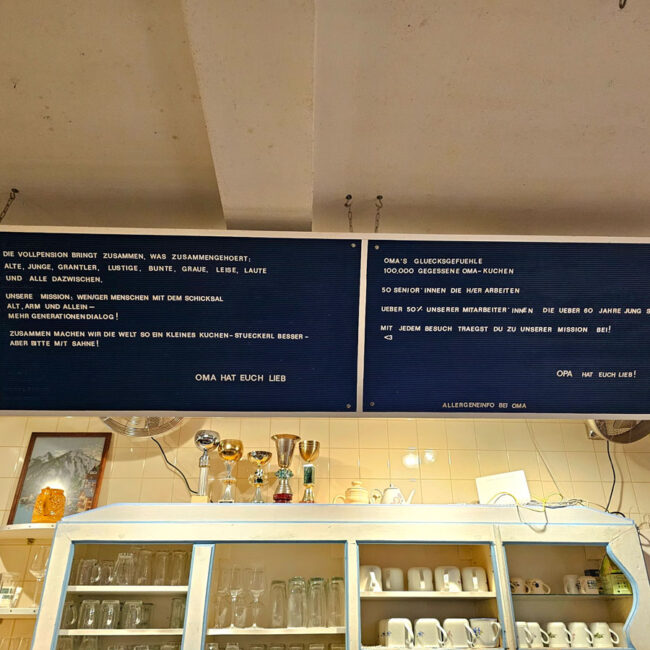 DIE VOLLPENSION BRINGT ZUSAMMEN, WAS ZUSAMMENGEHOERT:
ALTE, JUNGE, GRANTLER, LUSTIGE, BUNTE, GRAUE, LEISE, LAUTE
UND ALLE DAZWISCHEN.
UNSERE MISSION: WEN/GER MENSCHEN MIT DEM SCHICKSAL
ALT, ARM UND ALLEIN –
MEHR GENERATIONENDIALOG!
ZUSAMMEN MACHEN WIR DIE WELT SO EIN KLEINES KUCHEN-STUECKERL BESSER -
ABER BITTE MIT SAHNE!
OMA HAT EUCH LIEB
OMA'S GLUECKSGEFUEHLE
100,000 GEGESSENE OMA-KUCHEN
50 SENIOR*INNEN DIE H/ER ARBEITEN
UEBER 50% UNSERER MITARBEITER*INNEN DIE UEBER 60 JAHRE JUNG S
MIT JEDEM BESUCH TRAEGST DU ZU UNSERER MISSION BEI!
<3
OPA HAT EUCH LIEB!
ALLERGENEINFO BEI OMA